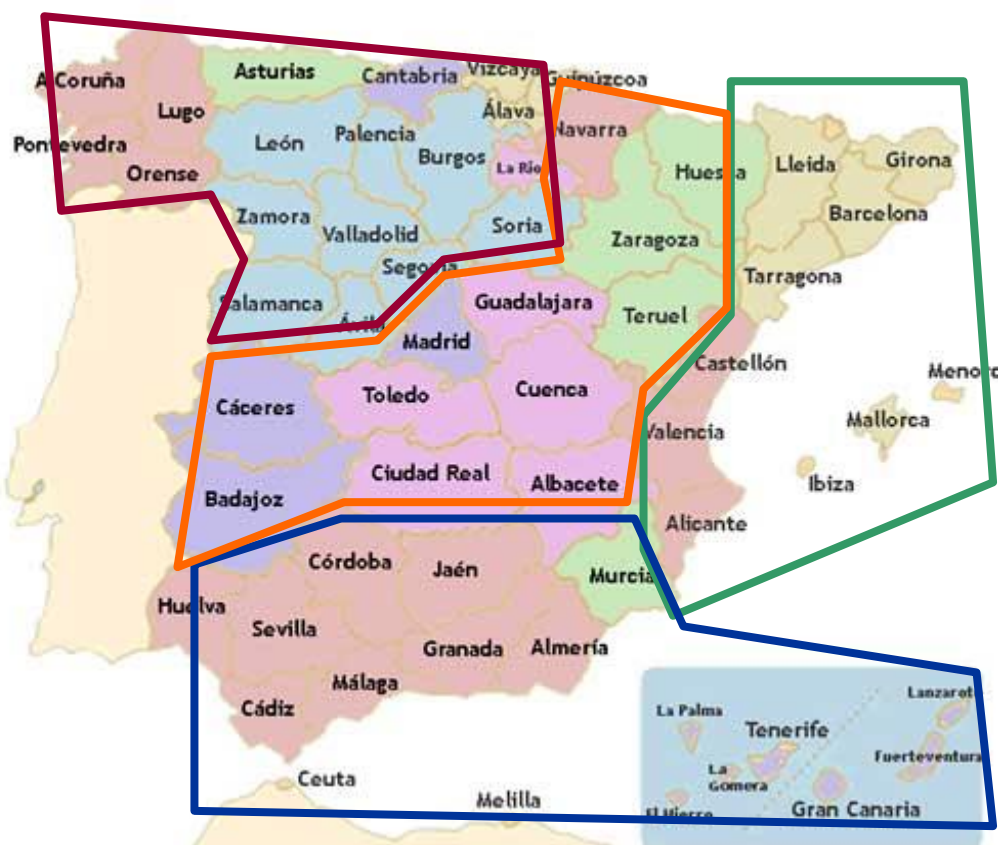 Vizcaya
Asturias
Cantabria
Guipúzcoa
A Coruña
Lugo
Álava
Navarra
León
Palencia
Pontevedra
Burgos
La Rio
Orense
Huesca
Lleida
Girona
Zamora
Valladolid
Soria
Zaragoza
Barcelona
Segovia
Tarragona
Salamanca
Ávila
Guadalajara
Teruel
Madrid
Castellón
Menorc
Cáceres
Toledo
Cuenca
Mallorca
Valencia
Ciudad Real
Albacete
Ibiza
Badajoz
Alicante
Córdoba
Jaén
Murcia
Huelva
Sevilla
Granada
Almería
Málaga
Cádiz
Lanzarot
La Palma
Tenerife
Fuerteventura
La
Gomera
Ceuta
Melilla
El Hierro
Gran Canaria